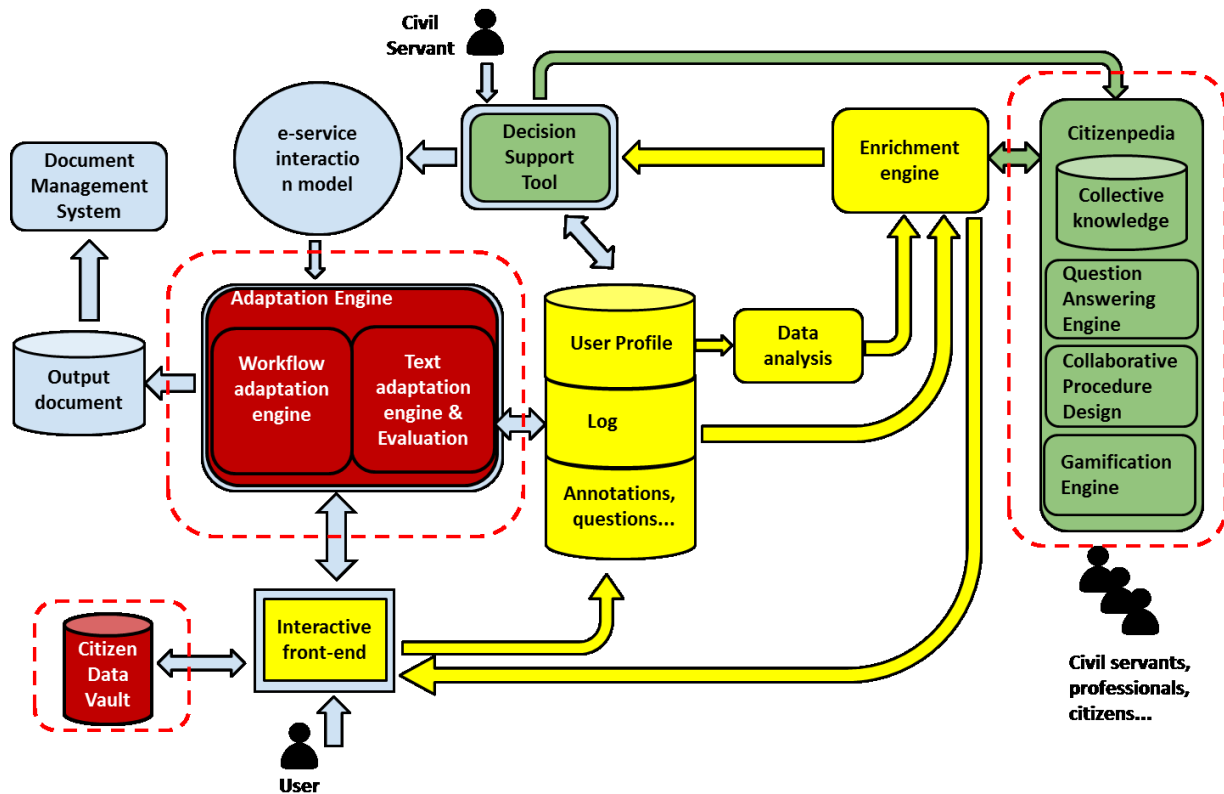 Civil
Servant
e-service
interactio
n model
Decision
Support
Tool
Enrichment
engine
Citizenpedia
Collective
knowledge
Question
Answering
Engine
Collaborative
Procedure
Design
Gamification
Engine
Document
Management
System
Output
document
Adaptation Engine
Workflow
adaptation
engine
Text
adaptation
engine &
Evaluation
User Profile
Log
Annotations,
questions...
Data
analysis
Citizen
Data
Vault
Interactive
front-end
User
Civil servants,
professionals,
citizens...